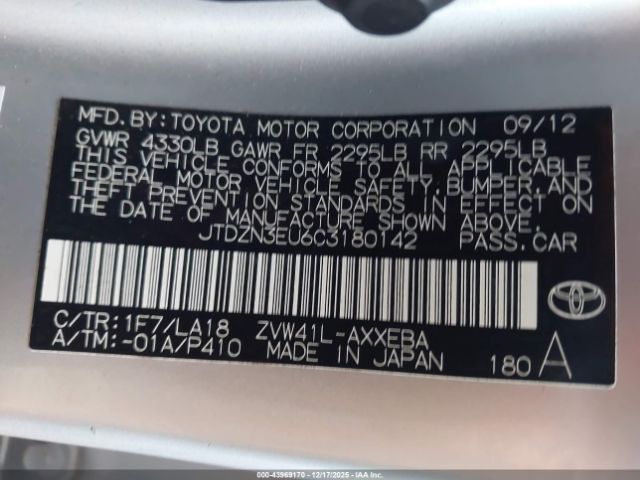 MFD. BY: TOYOTA MOTOR CORPORATION 09/12
GVWR 4330LB GAWR FR 2295LB RR 2295LB
THIS VEHICLE CONFORMS TO ALL APPLICABLE
FEDERAL MOTOR VEHICLE SAFETY, BUMPER, AND
THEFT PREVENTION STANDARDS IN EFFECT ON
THE DATE OF MANUFACTURE SHOWN ABOVE.
JTDZN3EU6C3180142 PASS. CAR
C/TR: 1F7/LA18 ZVW41L-AXXEBA
A/TM: -01A/P410 MADE IN JAPAN 180 A
000-43969170 - 12/17/2025 - IAAI.COM